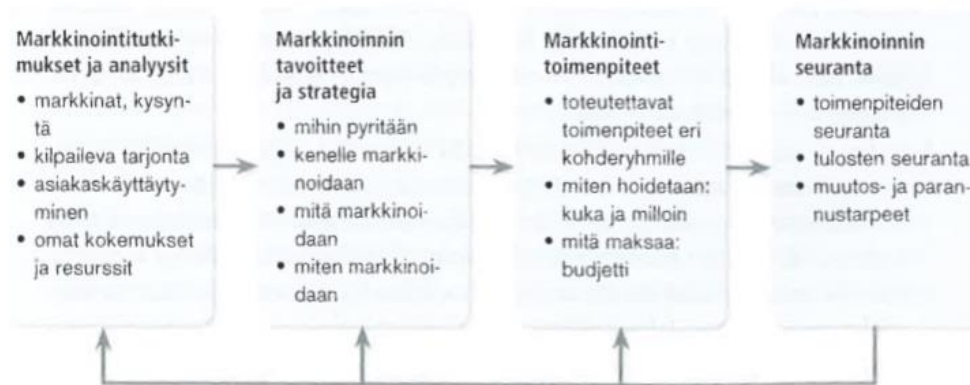 Markkinointitutki-
mukset ja analyysit
• markkinat, kysyn-
tä
• kilpaileva tarjonta
• asiakaskäyttäyty-
minen
• omat kokemukset
ja resurssit
Markkinoinnin
tavoitteet
ja strategia
• mihin pyritään
• kenelle markki-
noidaan
• mitä markkinoi-
daan
• miten markkinoi-
daan
Markkinointi-
toimenpiteet
• toteutettavat
toimenpiteet eri
kohderyhmille
• miten hoidetaan:
kuka ja milloin
• mitä maksaa:
budjetti
Markkinoinnin
seuranta
• toimenpiteiden
seuranta
• tulosten seuranta
• muutos- ja paran-
nustarpeet